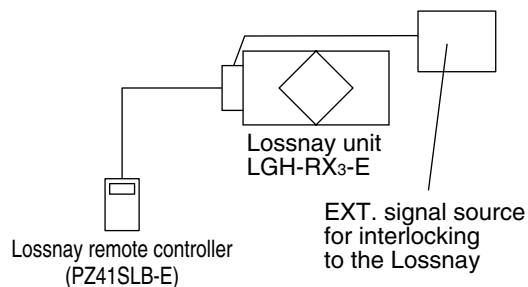 Lossnay unit
LGH-RX₃-E
EXT. signal source
for interlocking
to the Lossnay
Lossnay remote controller
(PZ41SLB-E)